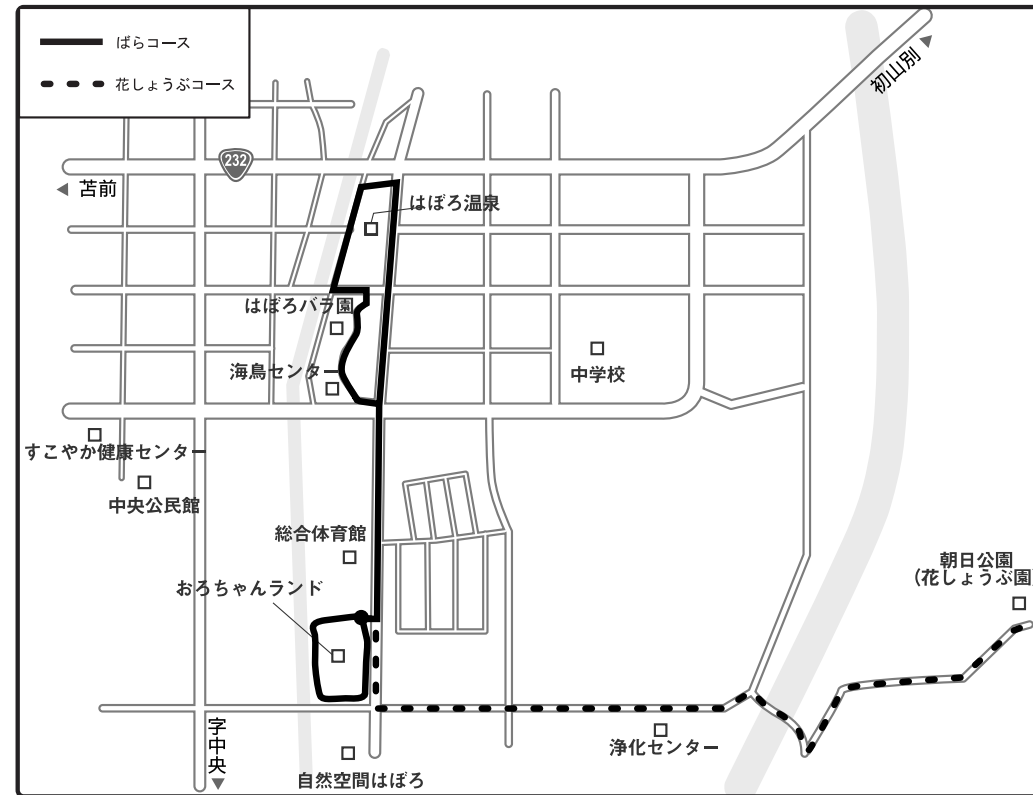 ばらコース
花しょうぶコース
初山別
232
苫前
はぼろ温泉
はぼろバラ園
海鳥センター
中学校
すこやか健康センター
中央公民館
総合体育館
おろちゃんランド
朝日公園
(花しょうぶ園)
字中央
浄化センター
自然空間はぼろ